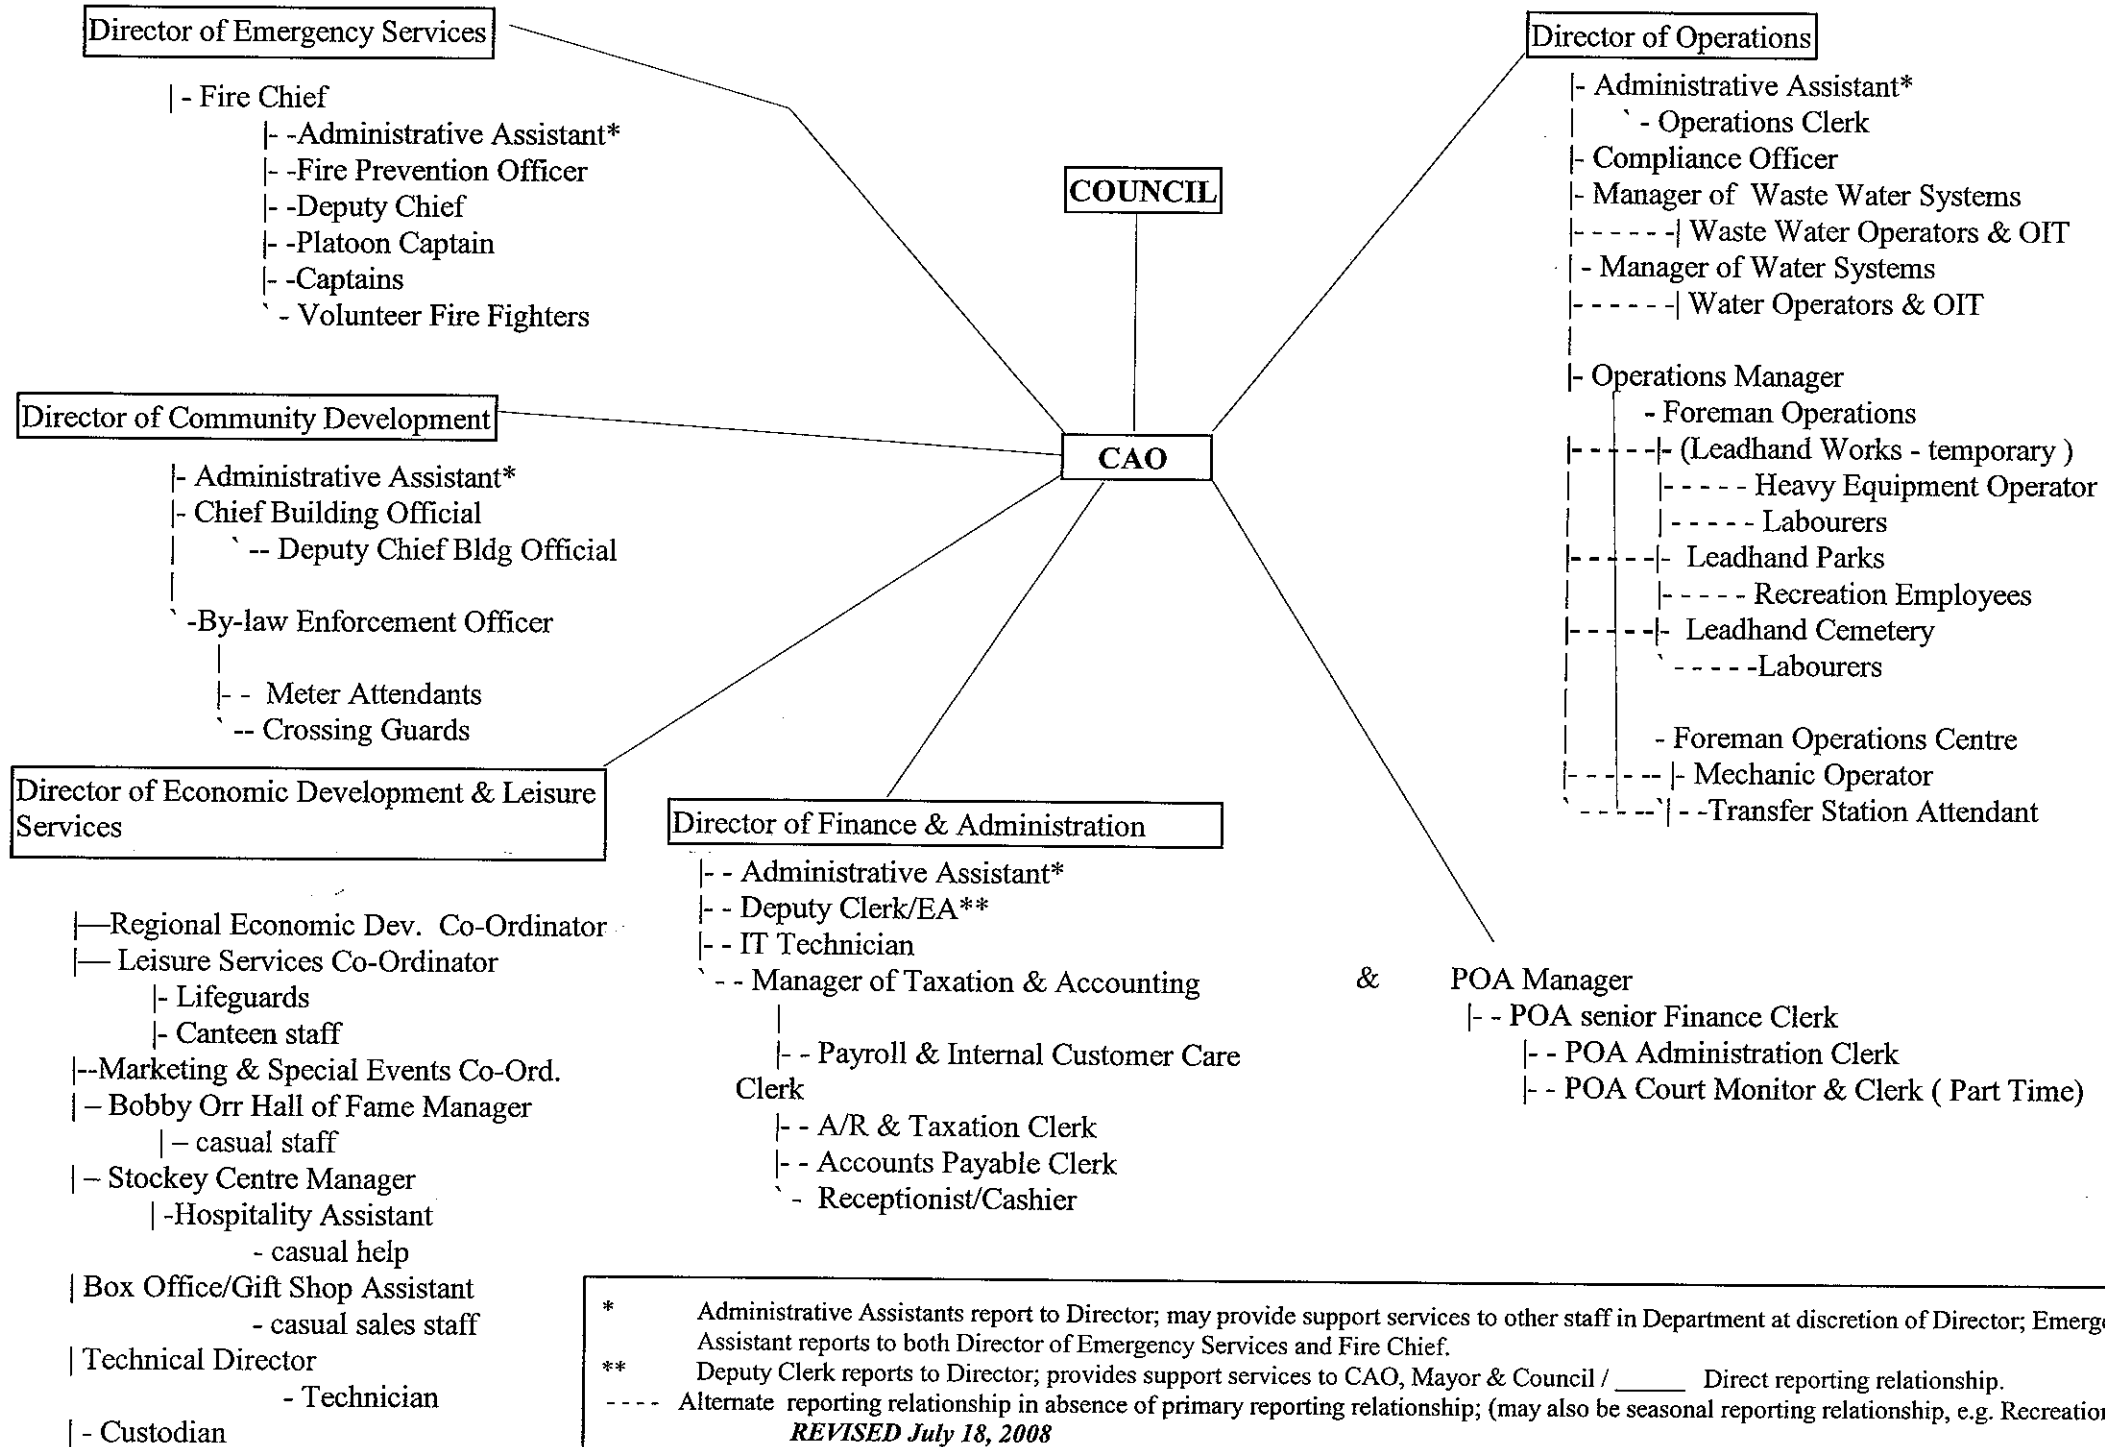 Director of Emergency Services
| - Fire Chief
|- -Administrative Assistant*
|- -Fire Prevention Officer
|- -Deputy Chief
|- -Platoon Captain
|- -Captains
` - Volunteer Fire Fighters
Director of Community Development
|- Administrative Assistant*
|- Chief Building Official
| ` -- Deputy Chief Bldg Official
|
` -By-law Enforcement Officer
|
|- - Meter Attendants
` -- Crossing Guards
Director of Economic Development & Leisure
Services
|—Regional Economic Dev. Co-Ordinator
|— Leisure Services Co-Ordinator
|- Lifeguards
|- Canteen staff
|--Marketing & Special Events Co-Ord.
| – Bobby Orr Hall of Fame Manager
| – casual staff
| – Stockey Centre Manager
| -Hospitality Assistant
- casual help
| Box Office/Gift Shop Assistant
- casual sales staff
| Technical Director
- Technician
| - Custodian
COUNCIL
CAO
Director of Finance & Administration
|- - Administrative Assistant*
|- - Deputy Clerk/EA**
|- - IT Technician
` - - Manager of Taxation & Accounting
|
|- - Payroll & Internal Customer Care
Clerk
|- - A/R & Taxation Clerk
|- - Accounts Payable Clerk
` - Receptionist/Cashier
& POA Manager
|- - POA senior Finance Clerk
|- - POA Administration Clerk
|- - POA Court Monitor & Clerk ( Part Time)
Director of Operations
|- Administrative Assistant*
| ` - Operations Clerk
|- Compliance Officer
|- Manager of Waste Water Systems
|- - - - - -| Waste Water Operators & OIT
| - Manager of Water Systems
|- - - - - -| Water Operators & OIT
|
|- Operations Manager
- Foreman Operations
|- - - - -|- (Leadhand Works - temporary )
|- - - - - Heavy Equipment Operator
|- - - - - Labourers
|- - - - -|- Leadhand Parks
|- - - - - Recreation Employees
|- - - - -|- Leadhand Cemetery
` - - - - -Labourers
- Foreman Operations Centre
|- - - - - - |- Mechanic Operator
` - - - - -`| - -Transfer Station Attendant
* Administrative Assistants report to Director; may provide support services to other staff in Department at discretion of Director; Emerge
Assistant reports to both Director of Emergency Services and Fire Chief.
** Deputy Clerk reports to Director; provides support services to CAO, Mayor & Council / _____ Direct reporting relationship.
- - - - Alternate reporting relationship in absence of primary reporting relationship; (may also be seasonal reporting relationship, e.g. Recreation
REVISED July 18, 2008